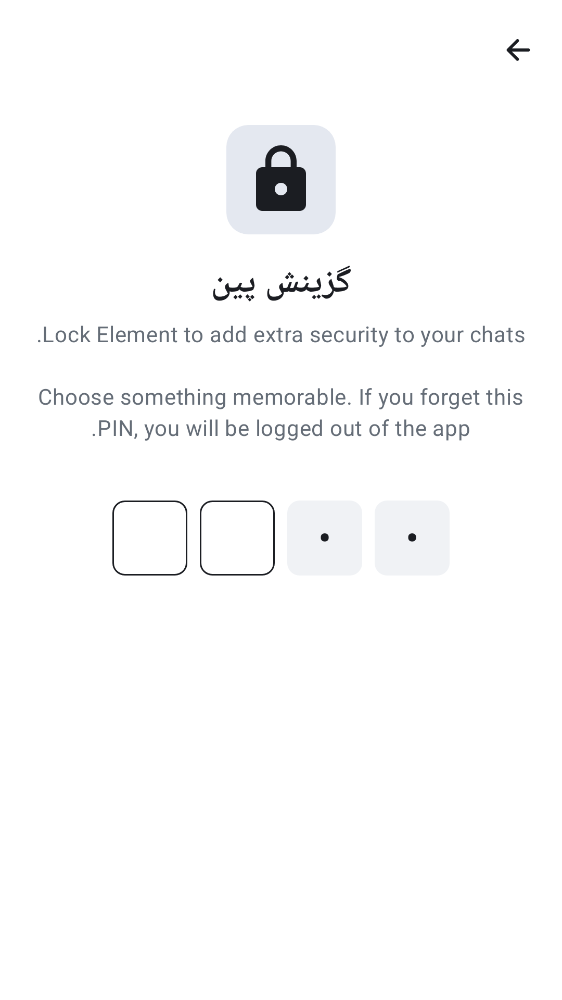 گزینش پین
.Lock Element to add extra security to your chats
Choose something memorable. If you forget this
.PIN, you will be logged out of the app